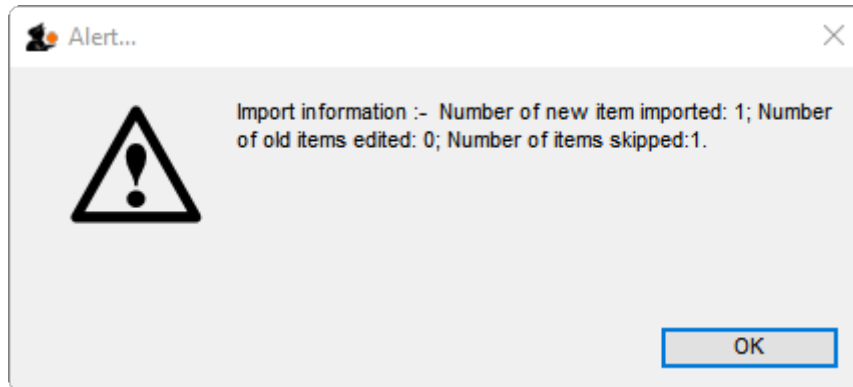 Alert...
Import information :-  Number of new item imported: 1; Number
of old items edited: 0; Number of items skipped:1.
OK